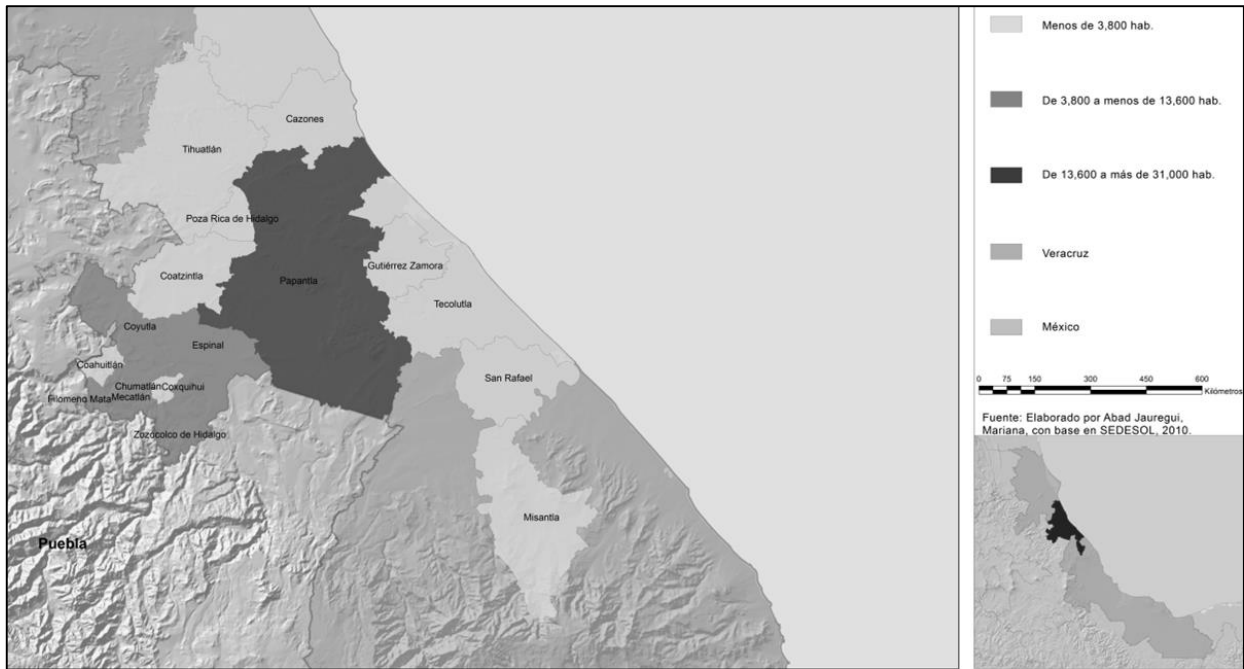 Cazones
Tihuatlán
Poza Rica de Hidalgo
Coatzintla
Papantla
Gutiérrez Zamora
Tecolutla
Coyutla
Espinal
Coahuitlán
San Rafael
Chumatlán
Coxquihui
Filomeno Mata
Mecatlán
Zozocolco de Hidalgo
Misantla
Puebla
Menos de 3,800 hab.
De 3,800 a menos de 13,600 hab.
De 13,600 a más de 31,000 hab.
Veracruz
México
0 75 150 300 450 600
Kilómetros
Fuente: Elaborado por Abad Jauregui,
Mariana, con base en SEDESOL, 2010.